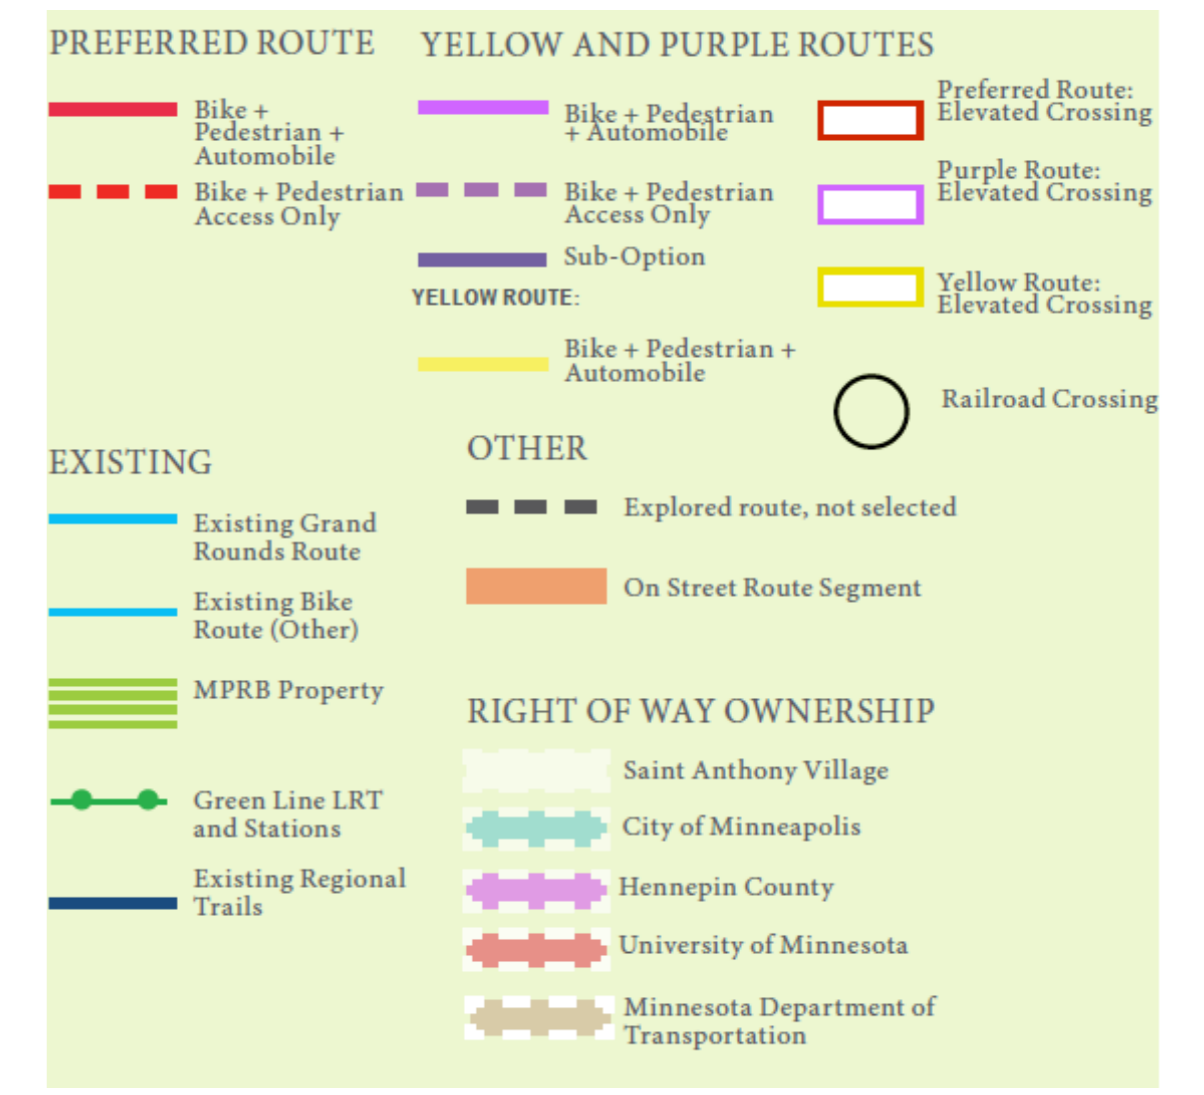 PREFERRED ROUTE
Bike +
Pedestrian +
Automobile
Bike + Pedestrian
Access Only
YELLOW AND PURPLE ROUTES
Bike + Pedestrian
+ Automobile
Bike + Pedestrian
Access Only
Sub-Option
YELLOW ROUTE:
Bike + Pedestrian +
Automobile
Preferred Route:
Elevated Crossing
Purple Route:
Elevated Crossing
Yellow Route:
Elevated Crossing
Railroad Crossing
EXISTING
Existing Grand
Rounds Route
Existing Bike
Route (Other)
MPRB Property
Green Line LRT
and Stations
Existing Regional
Trails
OTHER
Explored route, not selected
On Street Route Segment
RIGHT OF WAY OWNERSHIP
Saint Anthony Village
City of Minneapolis
Hennepin County
University of Minnesota
Minnesota Department of
Transportation